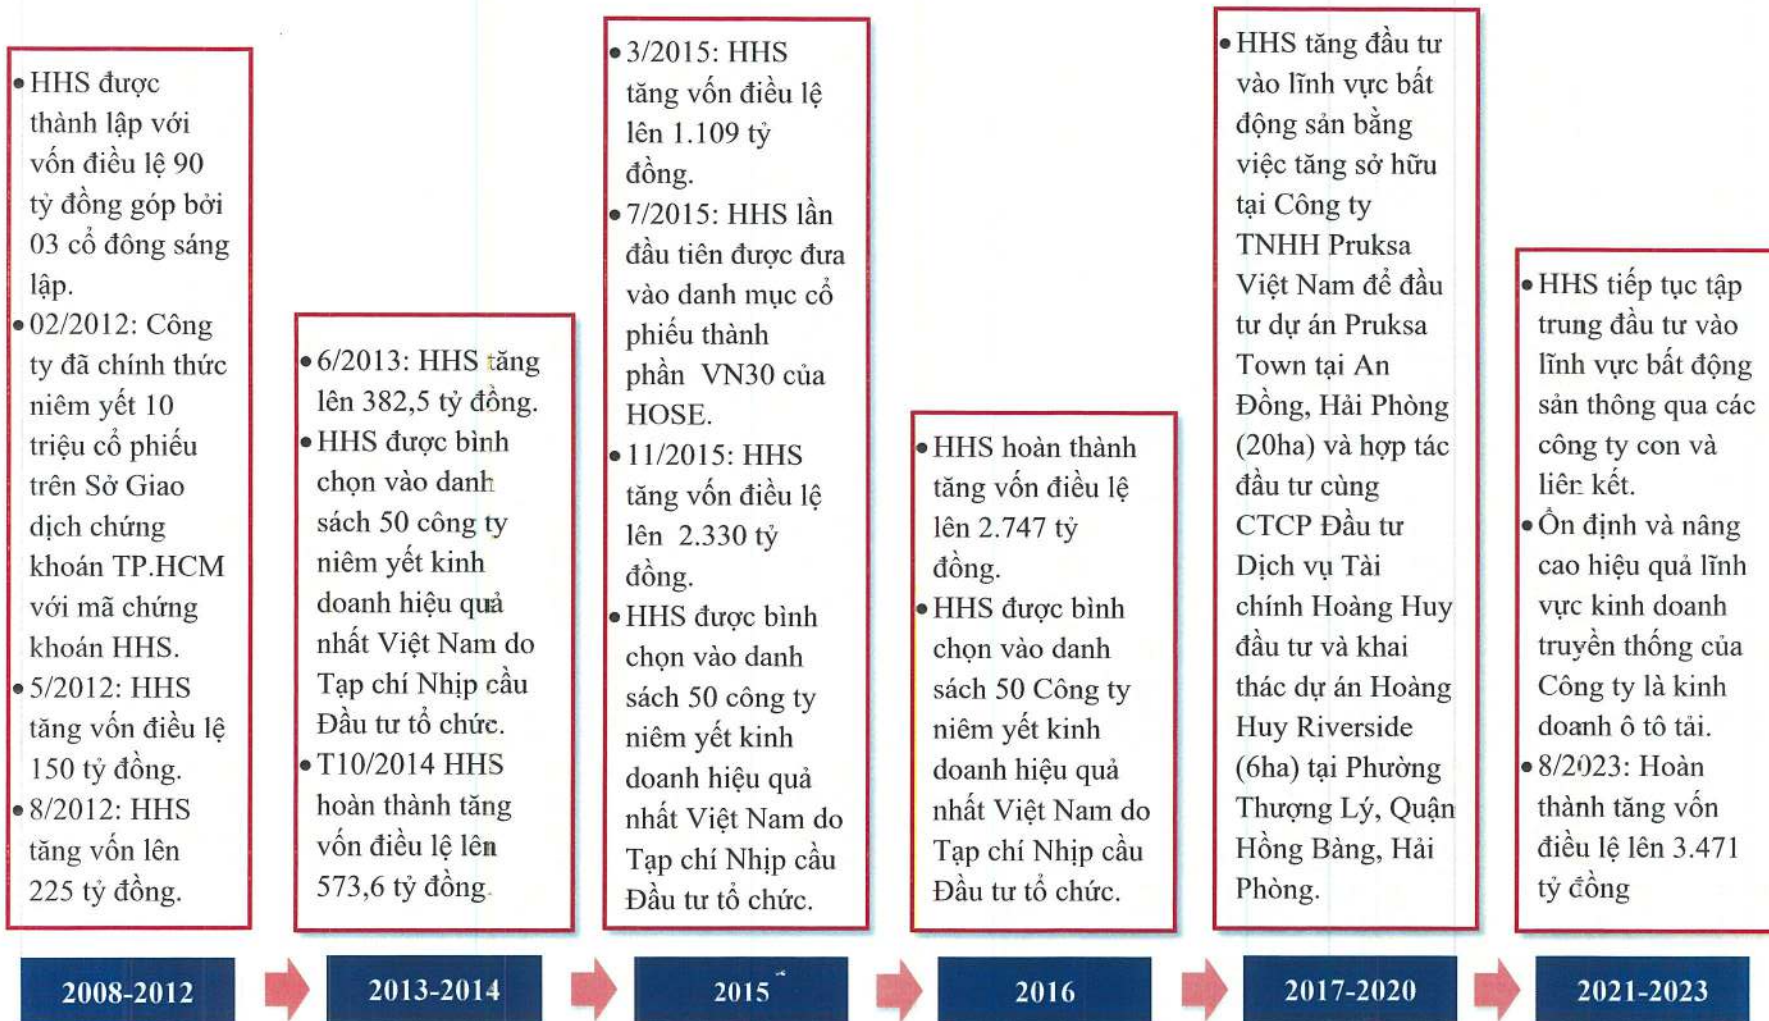 • HHS được
thành lập với
vốn điều lệ 90
tỷ đồng góp bởi
03 cổ đông sáng
lập.
• 02/2012: Công
ty đã chính thức
niêm yết 10
triệu cổ phiếu
trên Sở Giao
dịch chứng
khoán TP.HCM
với mã chứng
khoán HHS.
• 5/2012: HHS
tăng vốn điều lệ
150 tỷ đồng.
• 8/2012: HHS
tăng vốn lên
225 tỷ đồng.
2008-2012
• 6/2013: HHS tăng
lên 382,5 tỷ đồng.
• HHS được bình
chọn vào danh
sách 50 công ty
niêm yết kinh
doanh hiệu quả
nhất Việt Nam do
Tạp chí Nhịp cầu
Đầu tư tổ chức.
• T10/2014 HHS
hoàn thành tăng
vốn điều lệ lên
573,6 tỷ đồng.
2013-2014
• 3/2015: HHS
tăng vốn điều lệ
lên 1.109 tỷ
đồng.
• 7/2015: HHS lần
đầu tiên được đưa
vào danh mục cổ
phiếu thành
phần VN30 của
HOSE.
• 11/2015: HHS
tăng vốn điều lệ
lên 2.330 tỷ
đồng.
• HHS được bình
chọn vào danh
sách 50 công ty
niêm yết kinh
doanh hiệu quả
nhất Việt Nam do
Tạp chí Nhịp cầu
Đầu tư tổ chức.
2015
• HHS hoàn thành
tăng vốn điều lệ
lên 2.747 tỷ
đồng.
• HHS được bình
chọn vào danh
sách 50 Công ty
niêm yết kinh
doanh hiệu quả
nhất Việt Nam do
Tạp chí Nhịp cầu
Đầu tư tổ chức.
2016
• HHS tăng đầu tư
vào lĩnh vực bất
động sản bằng
việc tăng sở hữu
tại Công ty
TNHH Pruksa
Việt Nam để đầu
tư dự án Pruksa
Town tại An
Đồng, Hải Phòng
(20ha) và hợp tác
đầu tư cùng
CTCP Đầu tư
Dịch vụ Tài
chính Hoàng Huy
đầu tư và khai
thác dự án Hoàng
Huy Riverside
(6ha) tại Phường
Thượng Lý, Quận
Hồng Bàng, Hải
Phòng.
2017-2020
• HHS tiếp tục tập
trung đầu tư vào
lĩnh vực bất động
sản thông qua các
công ty con và
liên kết.
• Ổn định và nâng
cao hiệu quả lĩnh
vực kinh doanh
truyền thống của
Công ty là kinh
doanh ô tô tải.
• 8/2023: Hoàn
thành tăng vốn
điều lệ lên 3.471
tỷ đồng
2021-2023